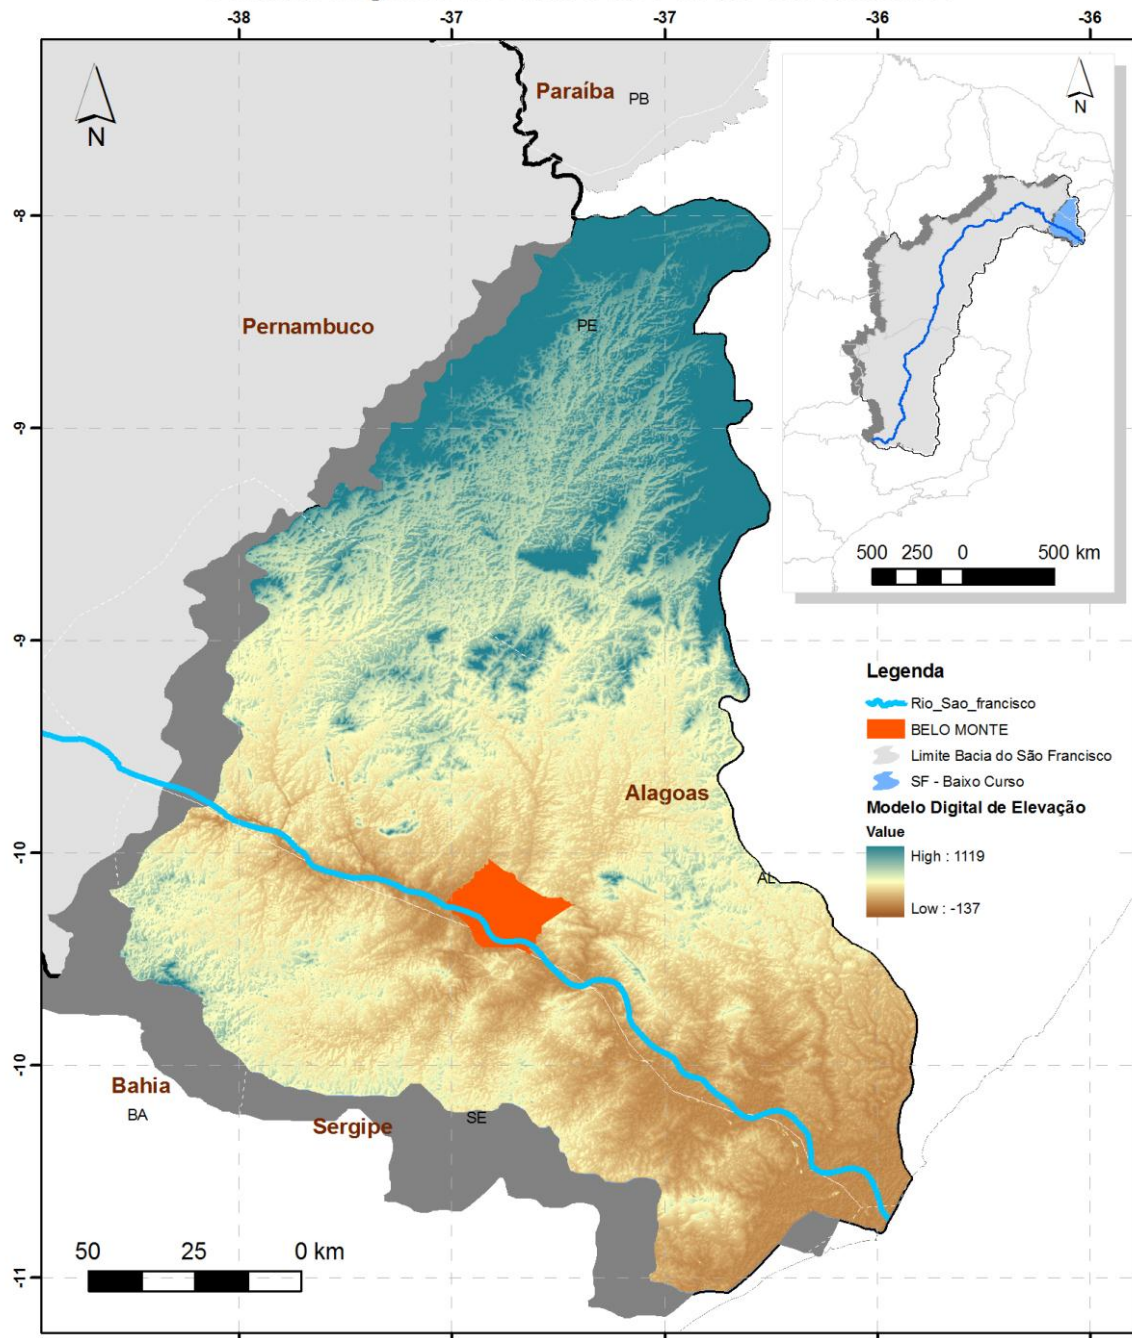 -38
-37
-37
-36
-36
N
Paraíba
PB
N
-8
Pernambuco
PE
-9
500 250 0 500 km
-9
Legenda
Rio_Sao_francisco
BELO MONTE
Limite Bacia do São Francisco
SF - Baixo Curso
Modelo Digital de Elevação
Value
High : 1119
Low : -137
Alagoas
-10
AL
-10
Bahia
BA
Sergipe
SE
50 25 0 km
-11